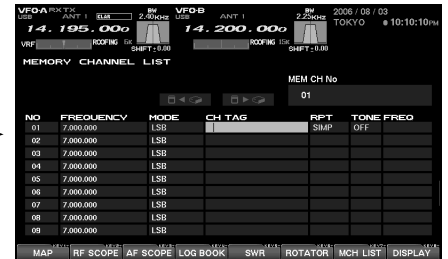 VFO-A RX TX ANT 1 BW 2.40KHz VFO-B ANT 1 BW 2.25KHz 2006 / 08 / 03
USB USB TOKYO 10:10:10PM
14. 195. 00o 14. 200. 00o
VRF ROOFING 15K SHIFT±0.00 ROOFING 15K SHIFT±0.00
MEMORY CHANNEL LIST
MEM CH No
01
NO FREQUENCY MODE CH TAG RPT TONE FREQ
01 7.000.000 LSB SIMP OFF
02 7.000.000 LSB
03 7.000.000 LSB
04 7.000.000 LSB
05 7.000.000 LSB
06 7.000.000 LSB
07 7.000.000 LSB
08 7.000.000 LSB
09 7.000.000 LSB
MAP RF SCOPE AF SCOPE LOG BOOK SWR ROTATOR MCH LIST DISPLAY